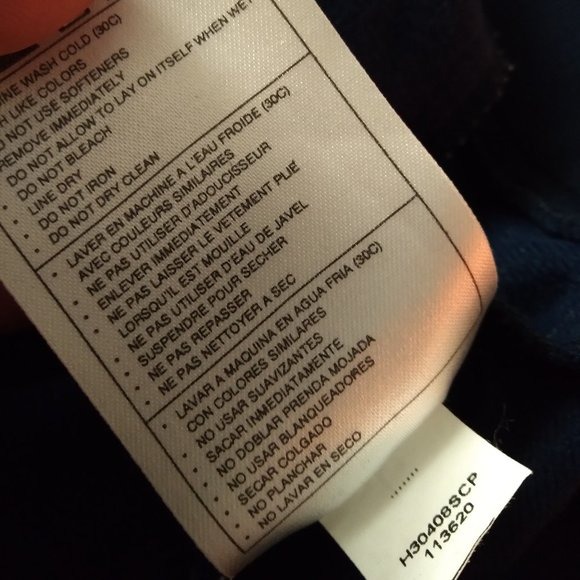 INE WASH COLD (30C)
H LIKE COLORS
O NOT USE SOFTENERS
REMOVE IMMEDIATELY
DO NOT ALLOW TO LAY ON ITSELF WHEN WE
• DO NOT BLEACH
• LINE DRY
• DO NOT IRON
• DO NOT DRY CLEAN
• LAVER EN MACHINE A L'EAU FROIDE (30C)
AVEC COULEURS SIMILAIRES
• NE PAS UTILISER D'ADOUCISSEUR
• ENLEVER IMMEDIATEMENT
• NE PAS LAISSER LE VETEMENT PLIÉ
LORSQU'IL EST MOUILLE
• NE PAS UTILISER D'EAU DE JAVEL
• SUSPENDRE POUR SECHER
• NE PAS REPASSER
• NE PAS NETTOYER A SEC
• LAVAR A MAQUINA EN AGUA FRIA (30C)
CON COLORES SIMILARES
• NO USAR SUAVIZANTES
• SACAR IMMEDIATAMENTE
• NO DOBLAR PRENDA MOJADA
• NO USAR BLANQUEADORES
• SECAR COLGADO
• NO PLANCHAR
• NO LAVAR EN SECO
H30408SCP
113620